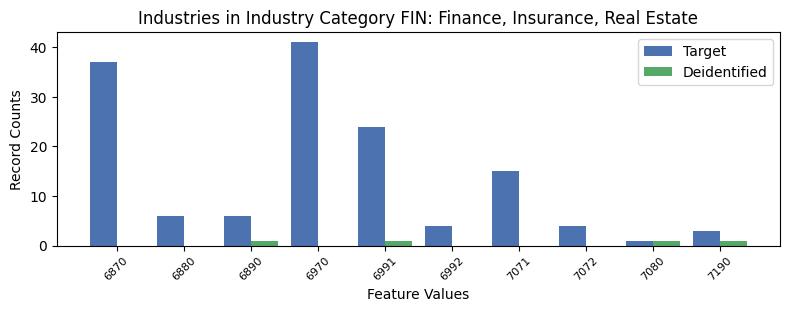 Industries in Industry Category FIN: Finance, Insurance, Real Estate
Target
Deidentified
Record Counts
40
30
20
10
0
6870 6880 6890 6970 6991 6992 7071 7072 7080 7190
Feature Values